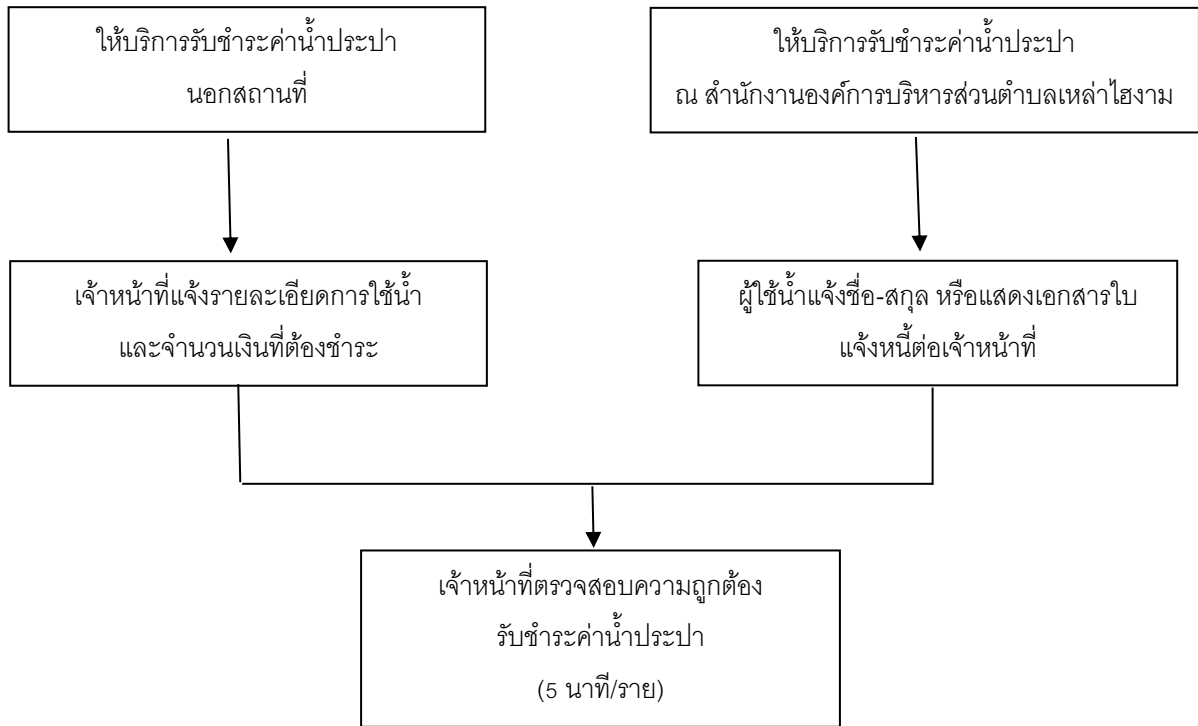 ให้บริการรับชำระค่าน้ำประปา
นอกสถานที่
ให้บริการรับชำระค่าน้ำประปา
ณ สำนักงานองค์การบริหารส่วนตำบลเหล่าไฮงาม
เจ้าหน้าที่แจ้งรายละเอียดการใช้น้ำ
และจำนวนเงินที่ต้องชำระ
ผู้ใช้น้ำแจ้งชื่อ-สกุล หรือแสดงเอกสารใบ
แจ้งหนี้ต่อเจ้าหน้าที่
เจ้าหน้าที่ตรวจสอบความถูกต้อง
รับชำระค่าน้ำประปา
(5 นาที/ราย)